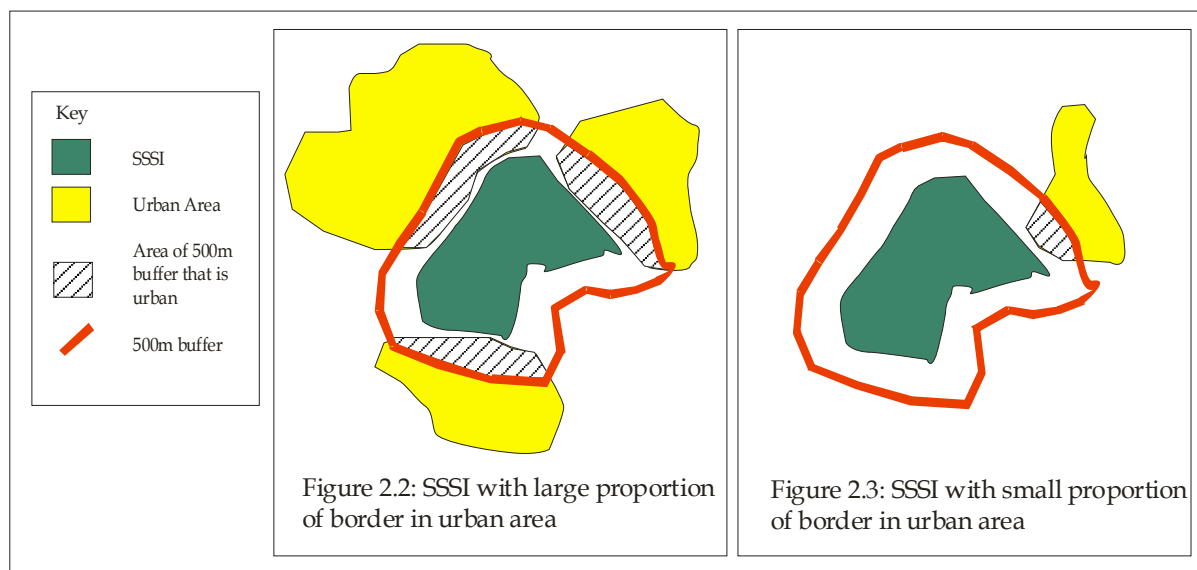 Key
SSSI
Urban Area
Area of 500m
buffer that is
urban
500m buffer
Figure 2.2: SSSI with large proportion
of border in urban area
Figure 2.3: SSSI with small proportion
of border in urban area